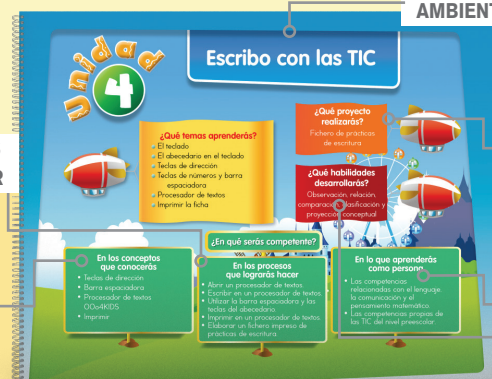 AMBIENT
Unidad
4
Escribo con las TIC
¿Qué temas aprenderás?
El teclado
El abecedario en el teclado
Teclas de dirección
Teclas de números y barra
espaciadora
Procesador de textos
Imprimir la ficha
¿Qué proyecto
realizarás?
Fichero de prácticas
de escritura
¿Qué habilidades
desarrollarás?
Observación, relación,
comparación, clasificación y
proyección conceptual
R
¿En qué serás competente?
En los conceptos
que conocerás
• Teclas de dirección
• Barra espaciadora
• Procesador de textos
OOo4KIDS
• Imprimir
En los procesos
que lograrás hacer
• Abrir un procesador de textos.
• Escribir en un procesador de textos.
• Utilizar la barra espaciadora y las
teclas del abecedario.
• Imprimir en un procesador de textos.
• Elaborar un fichero impreso de
prácticas de escritura.
En lo que aprenderás
como persona
• Las competencias
relacionadas con el lenguaje,
la comunicación y el
pensamiento matemático.
• Las competencias propias de
las TIC del nivel preescolar.